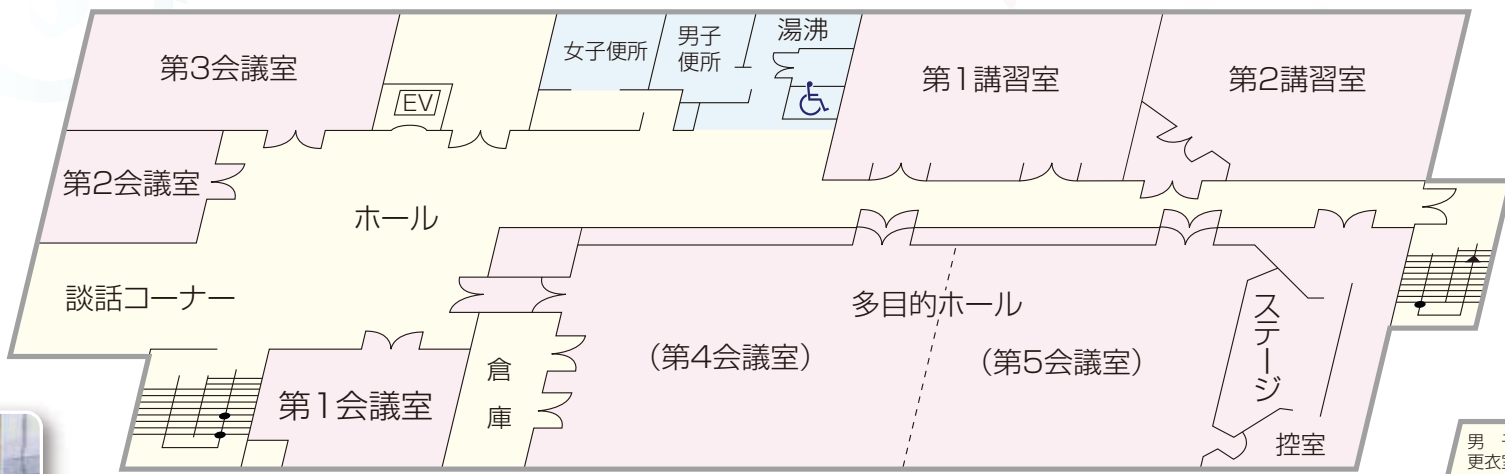 第3会議室
EV
女子便所
男子
便所
湯沸
第1講習室
第2講習室
第2会議室
ホール
談話コーナー
第1会議室
倉庫
多目的ホール
（第4会議室）
（第5会議室）
ステージ
控室
男
更衣